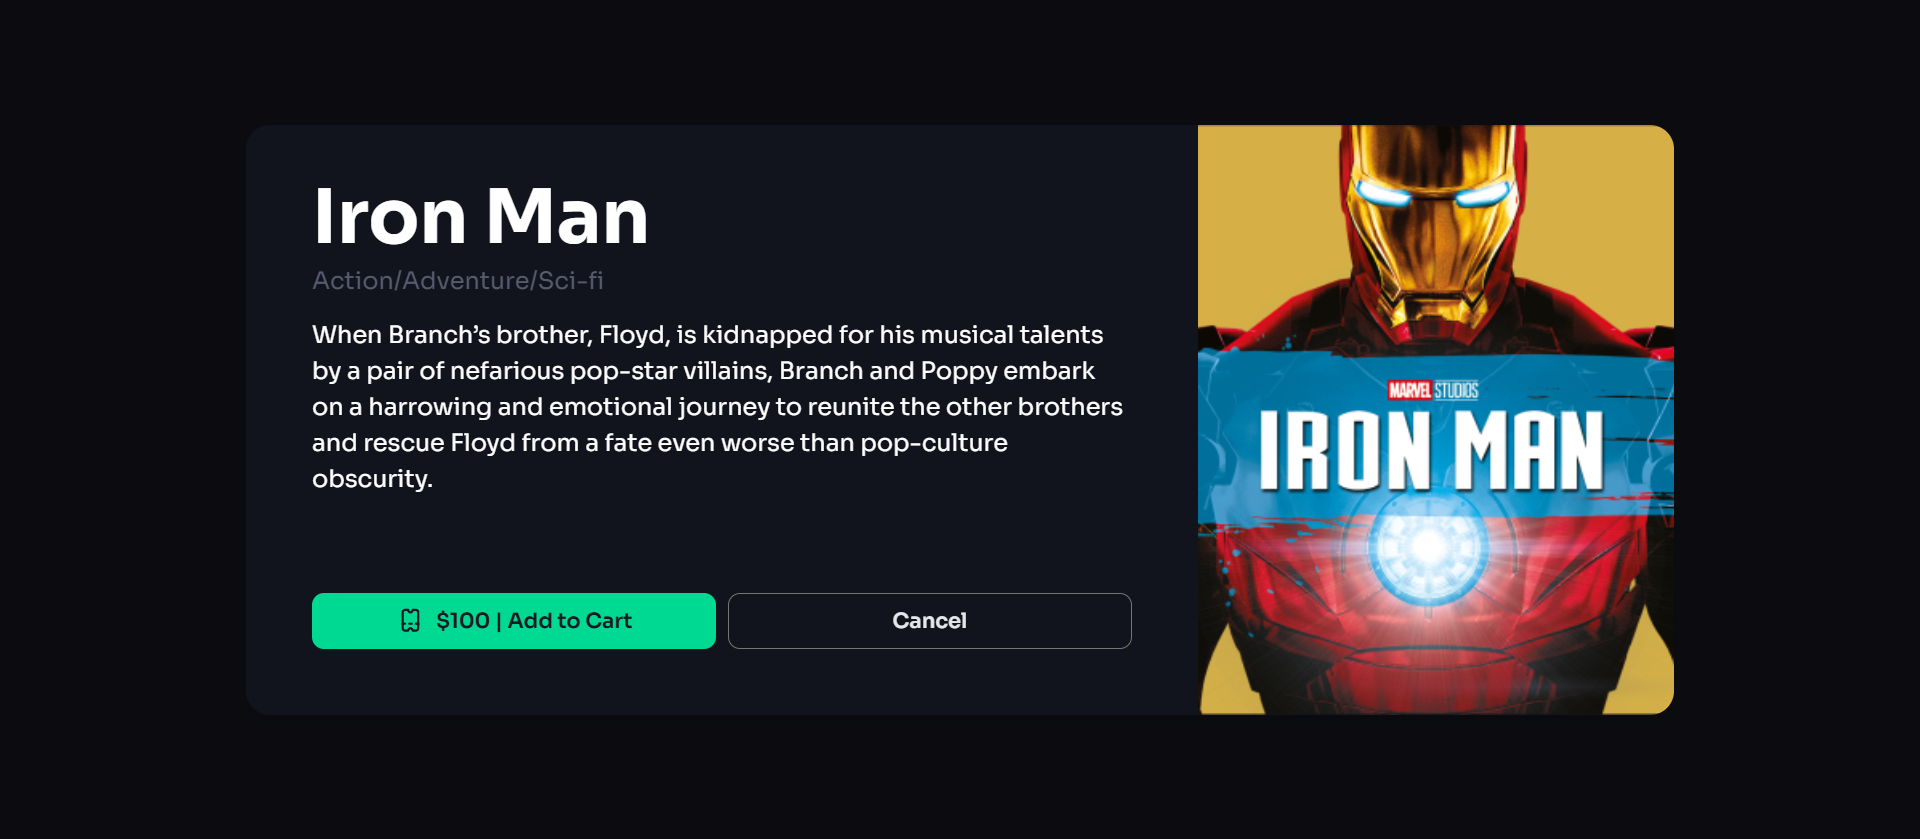 Iron Man
Action/Adventure/Sci-fi
When Branch’s brother, Floyd, is kidnapped for his musical talents
by a pair of nefarious pop-star villains, Branch and Poppy embark
on a harrowing and emotional journey to reunite the other brothers
and rescue Floyd from a fate even worse than pop-culture
obscurity.
$100 | Add to Cart
Cancel
MARVEL STUDIOS
IRON MAN